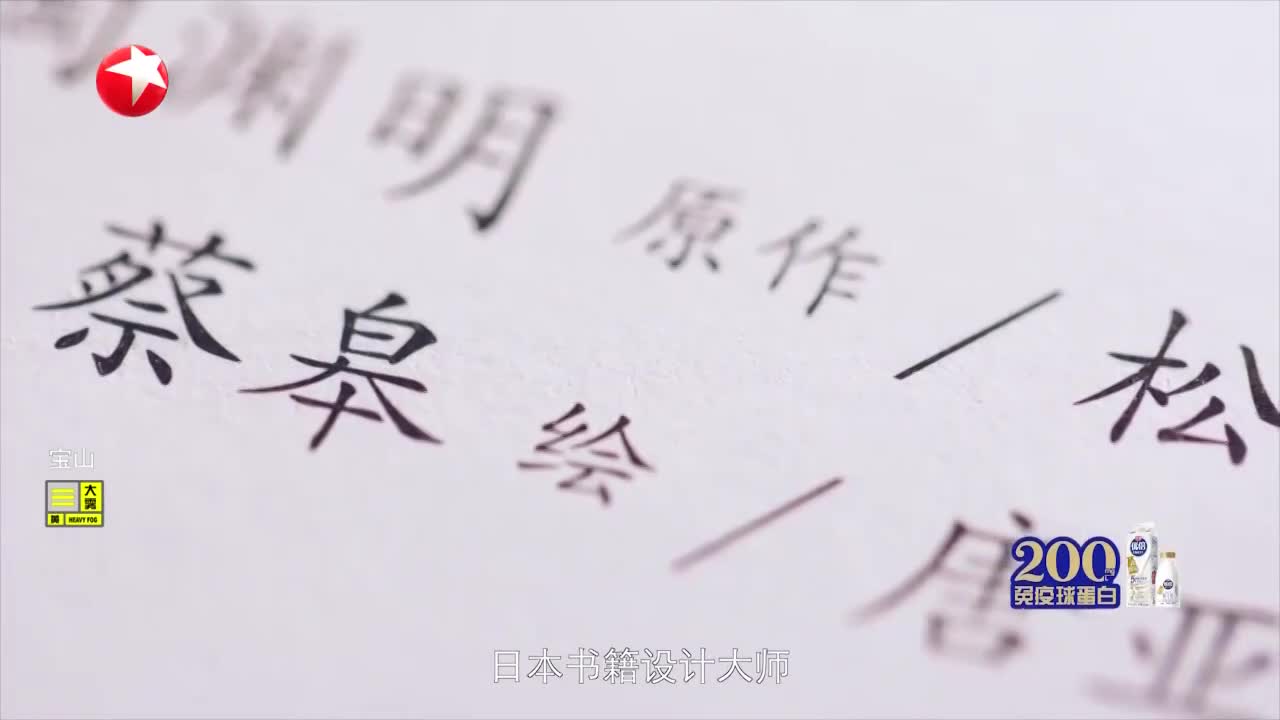 渊明 原作 / 松
蔡皋 绘 / 唐亚
宝山
大雾
黄 HEAVY FOG
200
免疫球蛋白
日本书籍设计大师